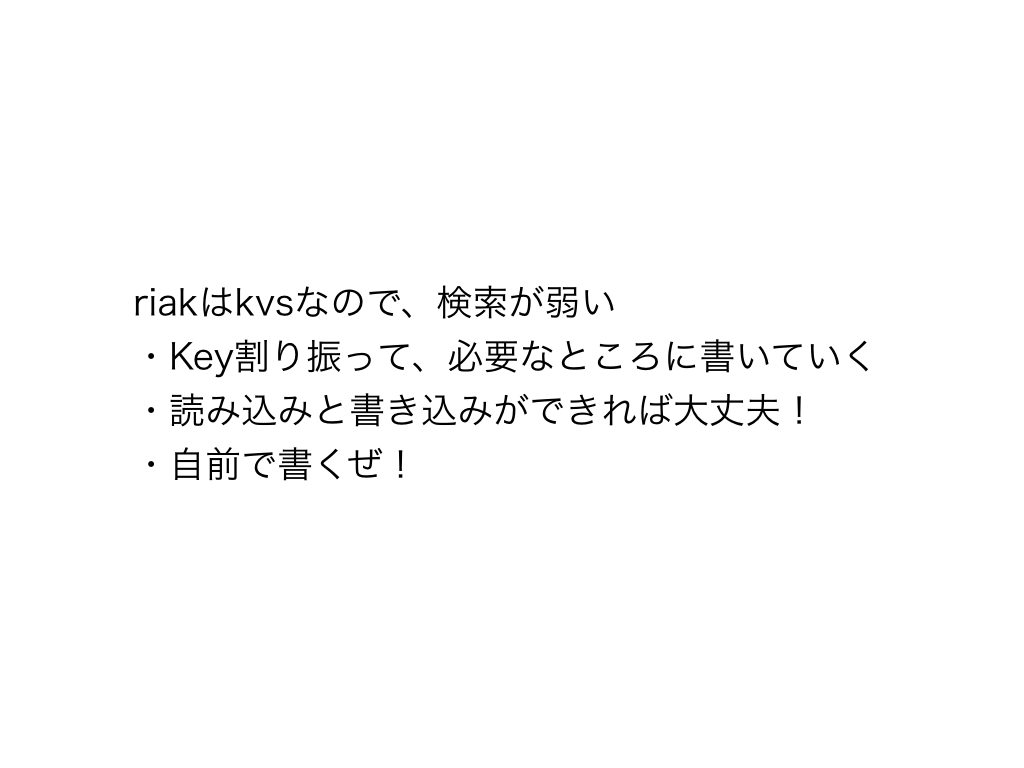 riakはkvsなので、検索が弱い
・Key割り振って、必要なところに書いていく
・読み込みと書き込みができれば大丈夫！
・自前で書くぜ！